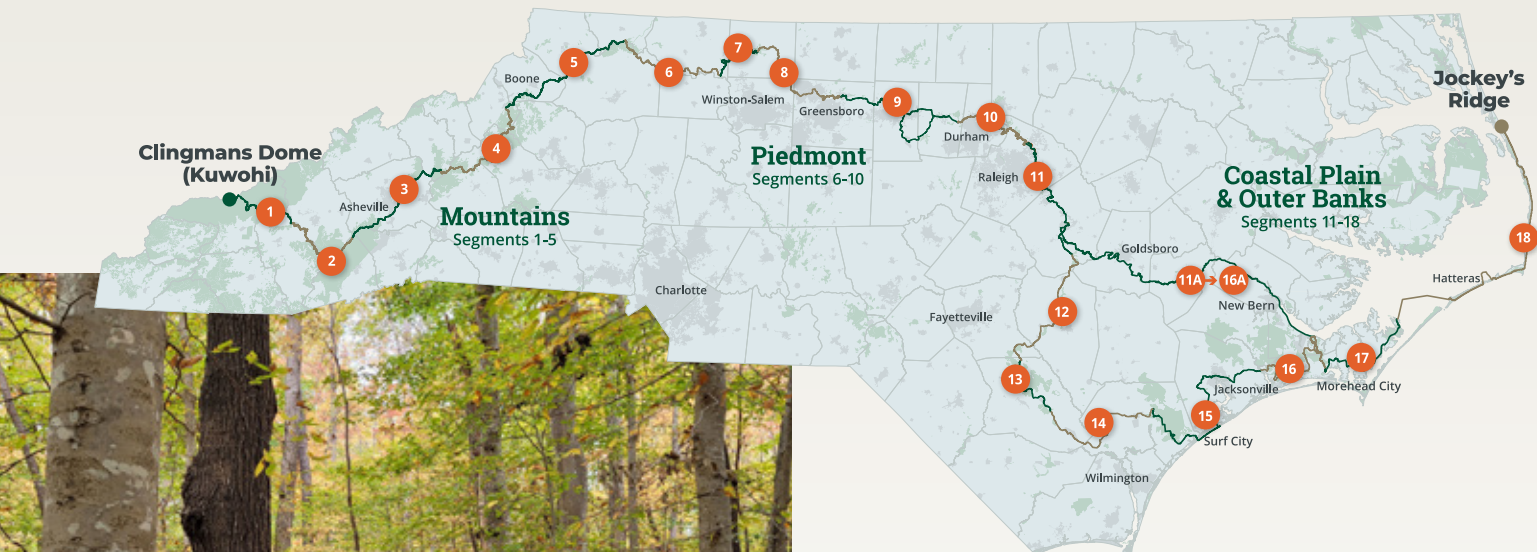 Clingmans Dome
(Kuwohi)
1
2
3
Asheville
4
Boone
5
Mountains
Segments 1-5
6
7
8
Winston-Salem
Greensboro
9
Durham
10
Piedmont
Segments 6-10
Charlotte
Raleigh
11
Goldsboro
11A
16A
New Bern
Fayetteville
12
13
14
Wilmington
15
Surf City
Jacksonville
16
Morehead City
17
Coastal Plain
& Outer Banks
Segments 11-18
Hatteras
18
Jockey's
Ridge